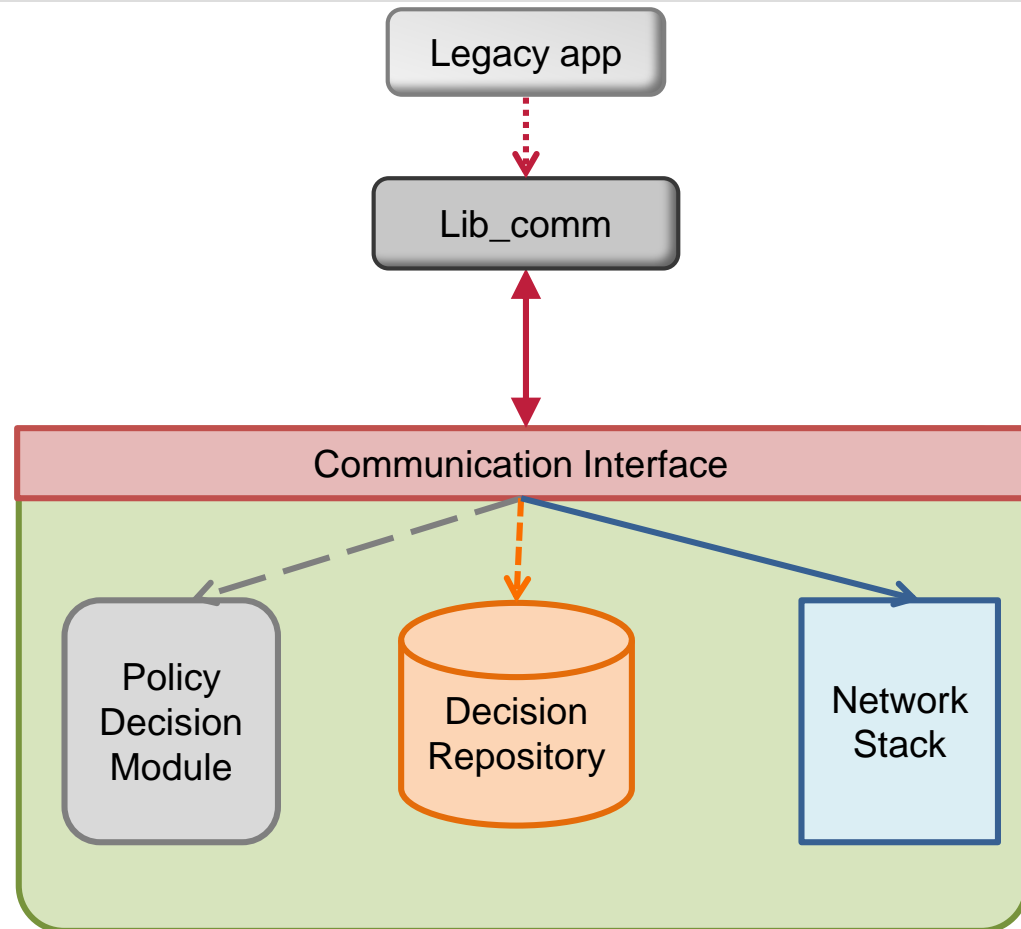 Legacy app
Lib_comm
Communication Interface
Policy
Decision
Module
Decision
Repository
Network
Stack